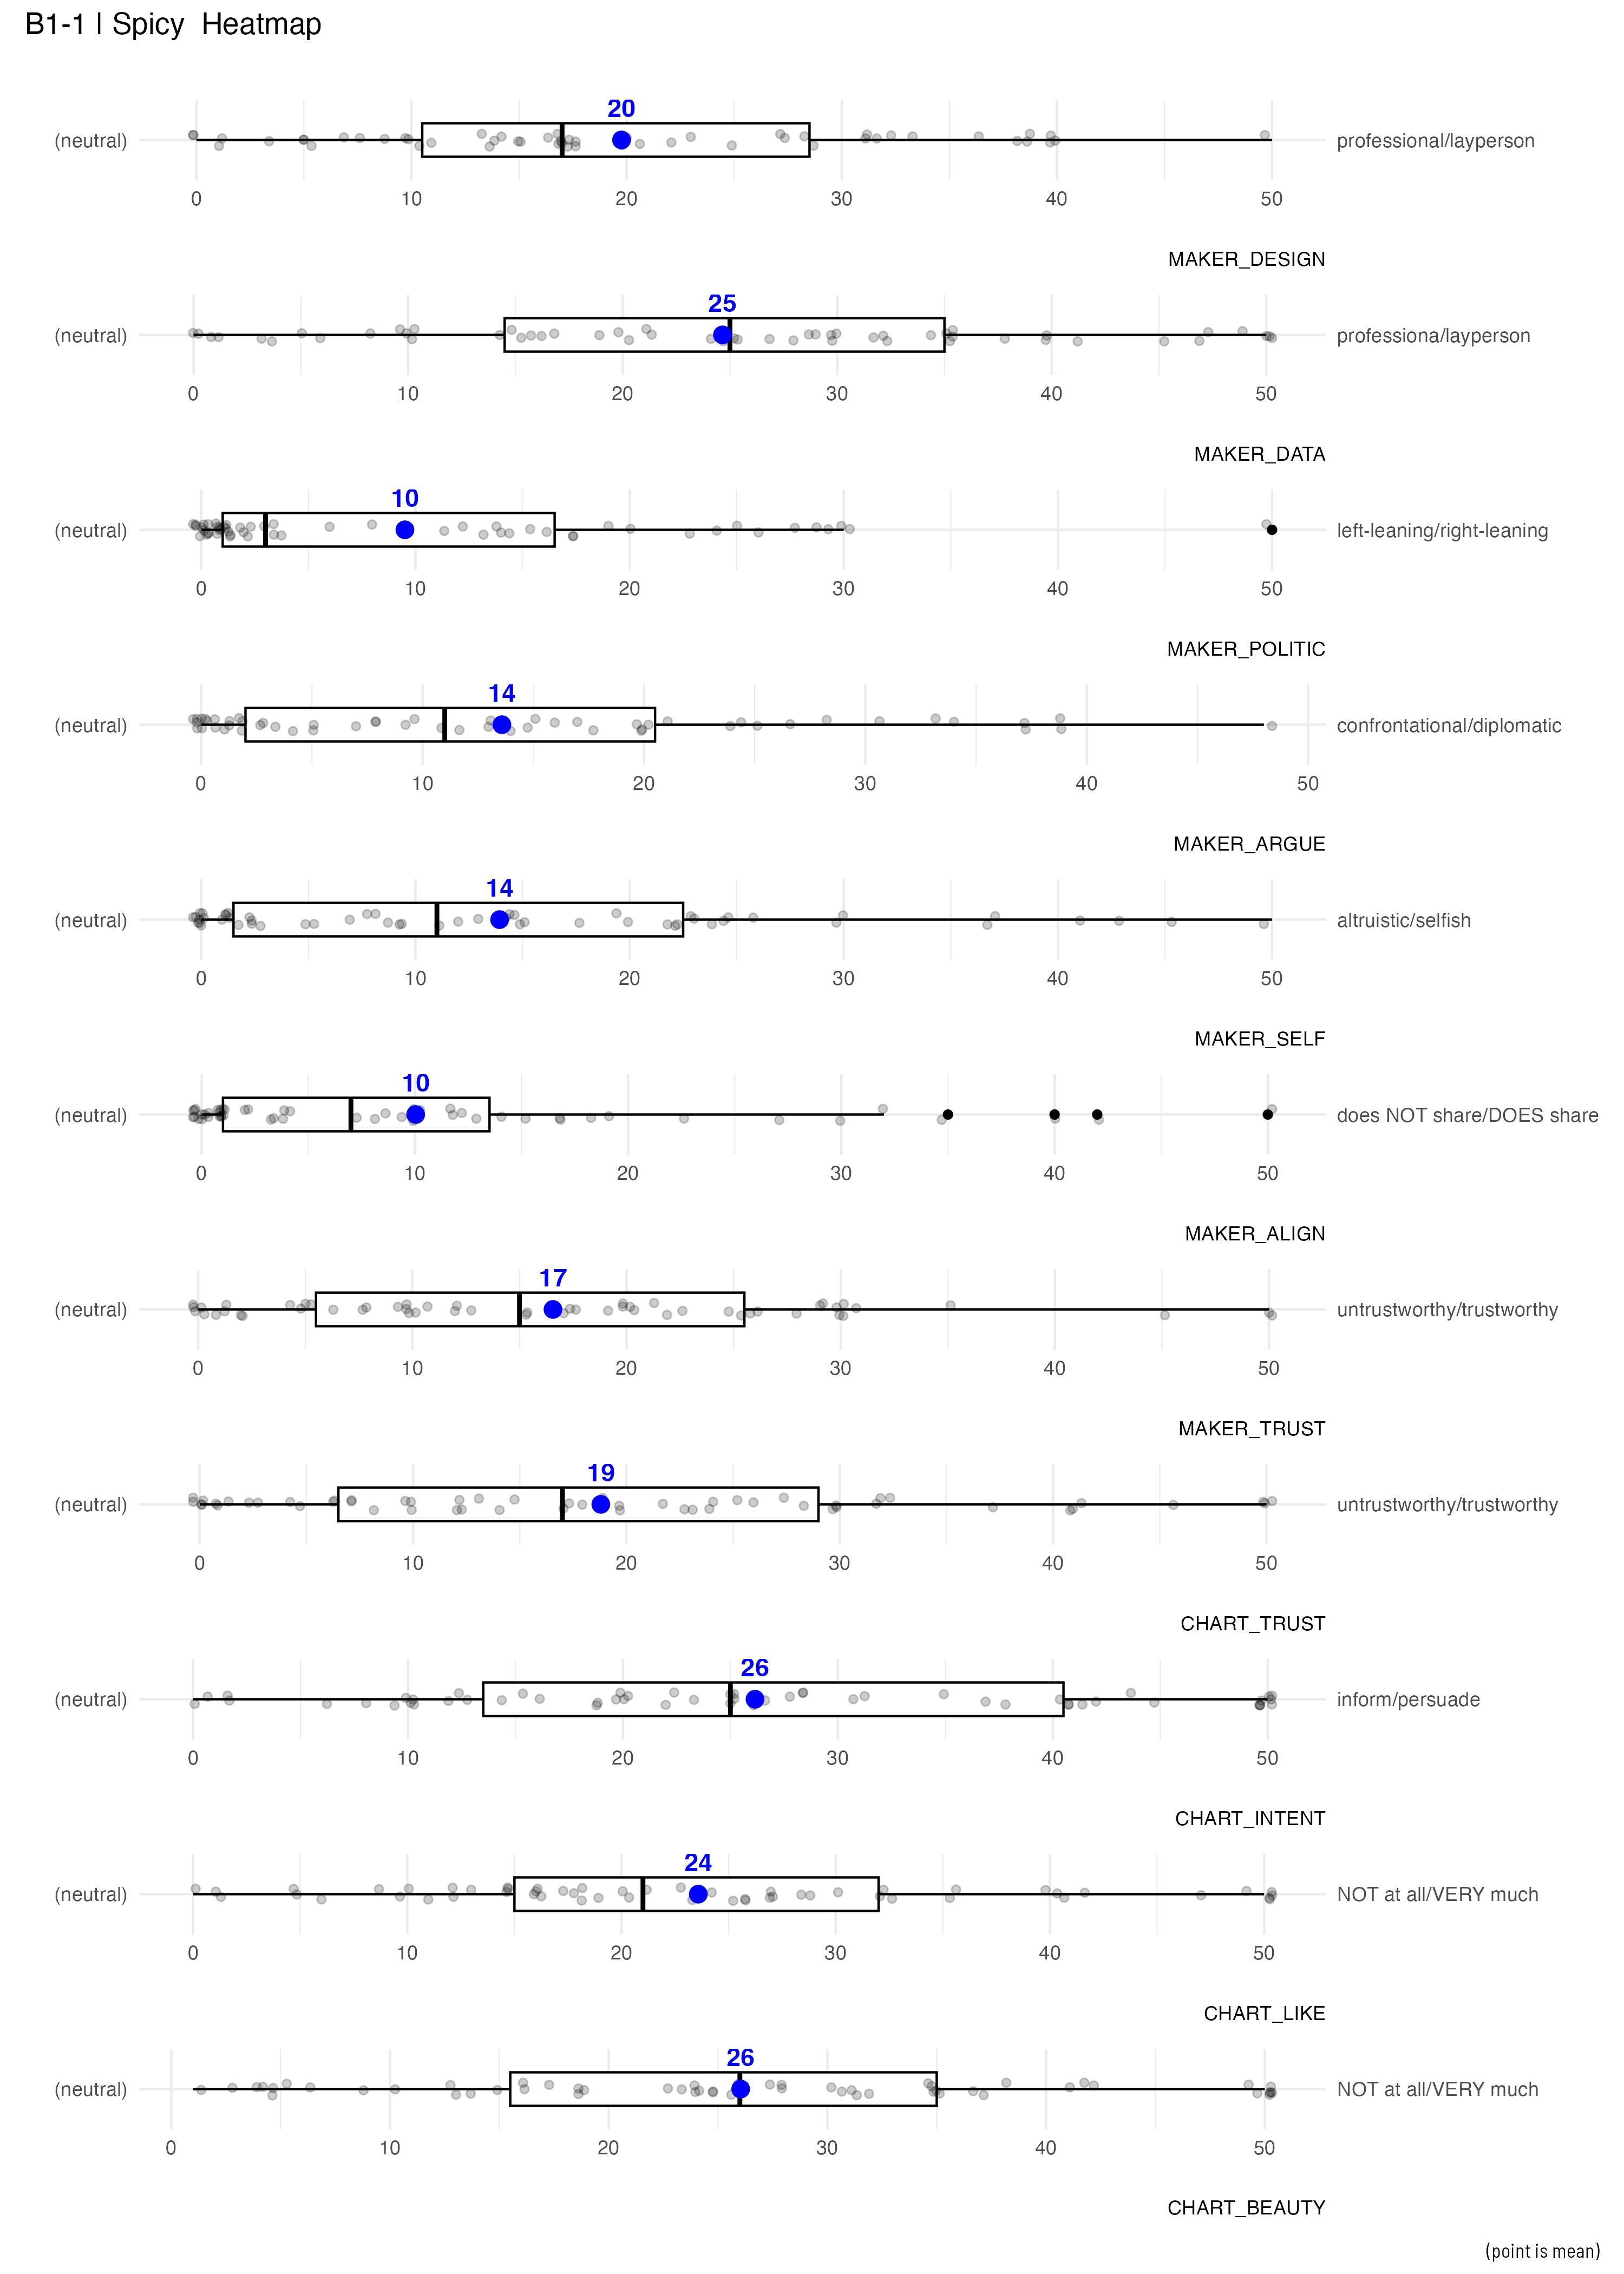 B1-1 | Spicy  Heatmap
20
(neutral) professional/layperson
0 10 20 30 40 50
MAKER_DESIGN
25
(neutral) professiona/layperson
0 10 20 30 40 50
MAKER_DATA
10
(neutral) left-leaning/right-leaning
0 10 20 30 40 50
MAKER_POLITIC
14
(neutral) confrontational/diplomatic
0 10 20 30 40 50
MAKER_ARGUE
14
(neutral) altruistic/selfish
0 10 20 30 40 50
MAKER_SELF
10
(neutral) does NOT share/DOES share
0 10 20 30 40 50
MAKER_ALIGN
17
(neutral) untrustworthy/trustworthy
0 10 20 30 40 50
MAKER_TRUST
19
(neutral) untrustworthy/trustworthy
0 10 20 30 40 50
CHART_TRUST
26
(neutral) inform/persuade
0 10 20 30 40 50
CHART_INTENT
24
(neutral) NOT at all/VERY much
0 10 20 30 40 50
CHART_LIKE
26
(neutral) NOT at all/VERY much
0 10 20 30 40 50
CHART_BEAUTY
(point is mean)